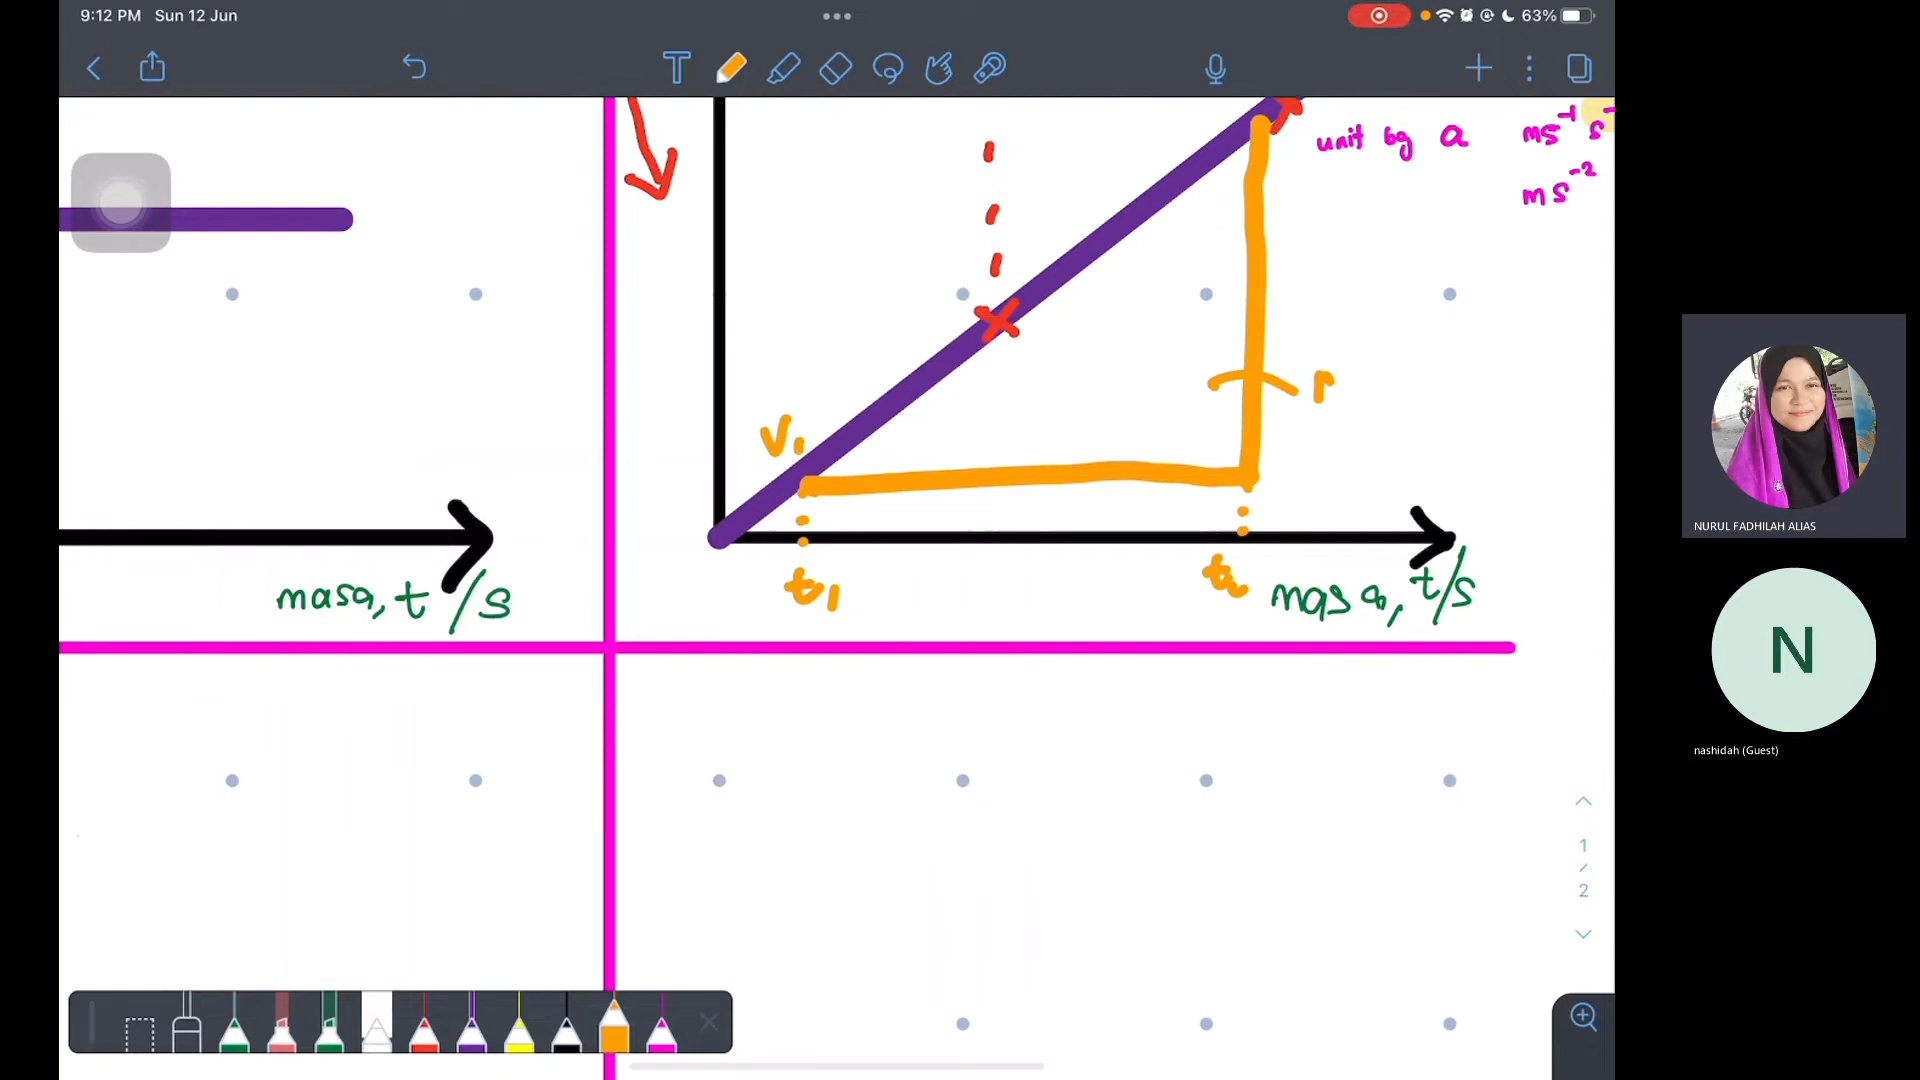 9:12 PM Sun 12 Jun
63%
T
unit bg a ms⁻¹ s⁻
ms⁻²
V₁
r
t₁
masa, t /s
masa, t/s
1
/
2
NURUL FADHILAH ALIAS
N
nashidah (Guest)